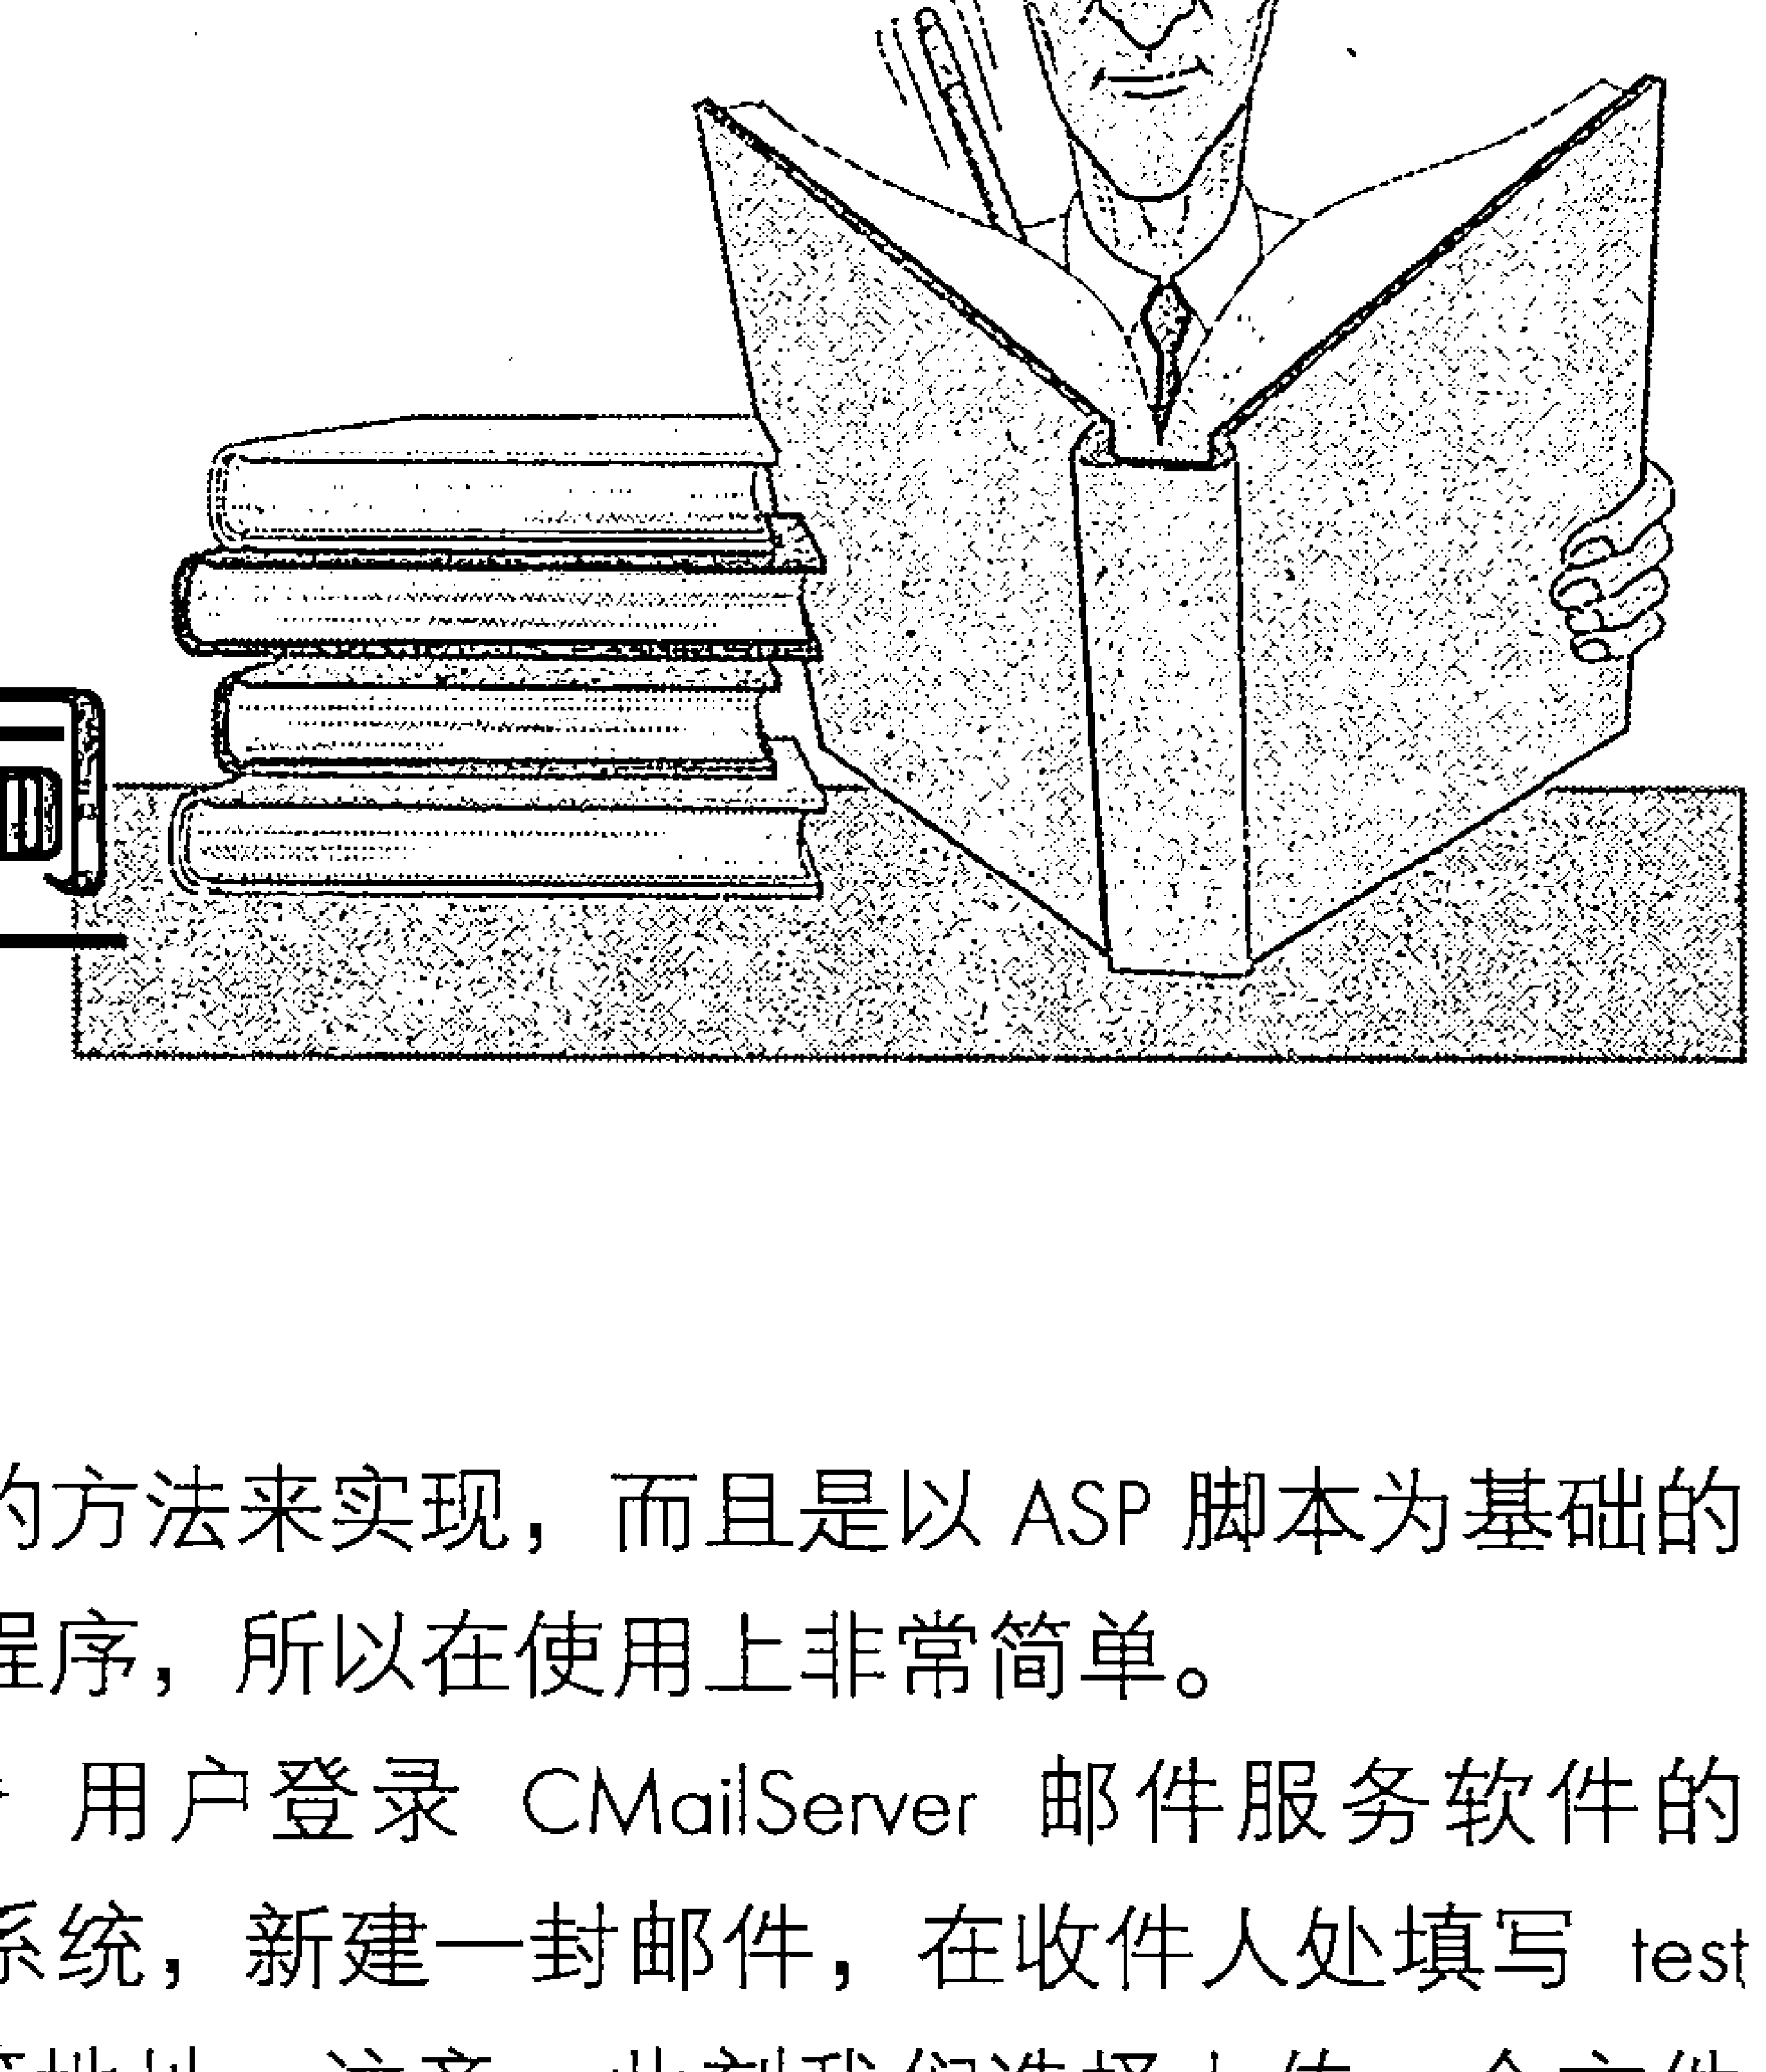 的方法来实现，而且是以 ASP 脚本为基础的
程序，所以在使用上非常简单。
用户登录 CMailServer 邮件服务软件的
系统，新建一封邮件，在收件人处填写 test